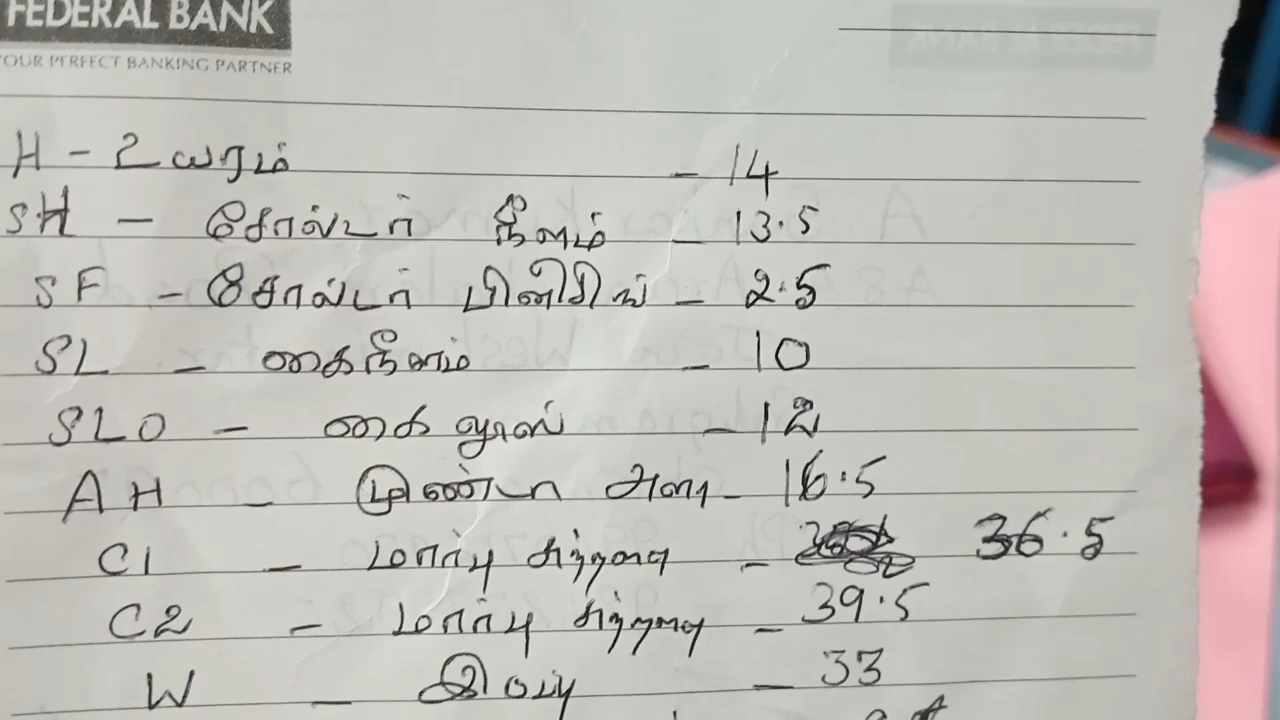 FEDERAL BANK
YOUR PERFECT BANKING PARTNER
H - உயரம் - 14
SH - சோல்டர் நீளம் - 13.5
SF - சோல்டர் பினிசிங் - 2.5
SL - கைநீளம் - 10
SLO - கை லூஸ் - 12
AH - முண்டா அளவு - 16.5
C1 - மார்பு சுற்றளவு - 36.5
C2 - மார்பு சுற்றளவு - 39.5
W - இடுப்பு - 33